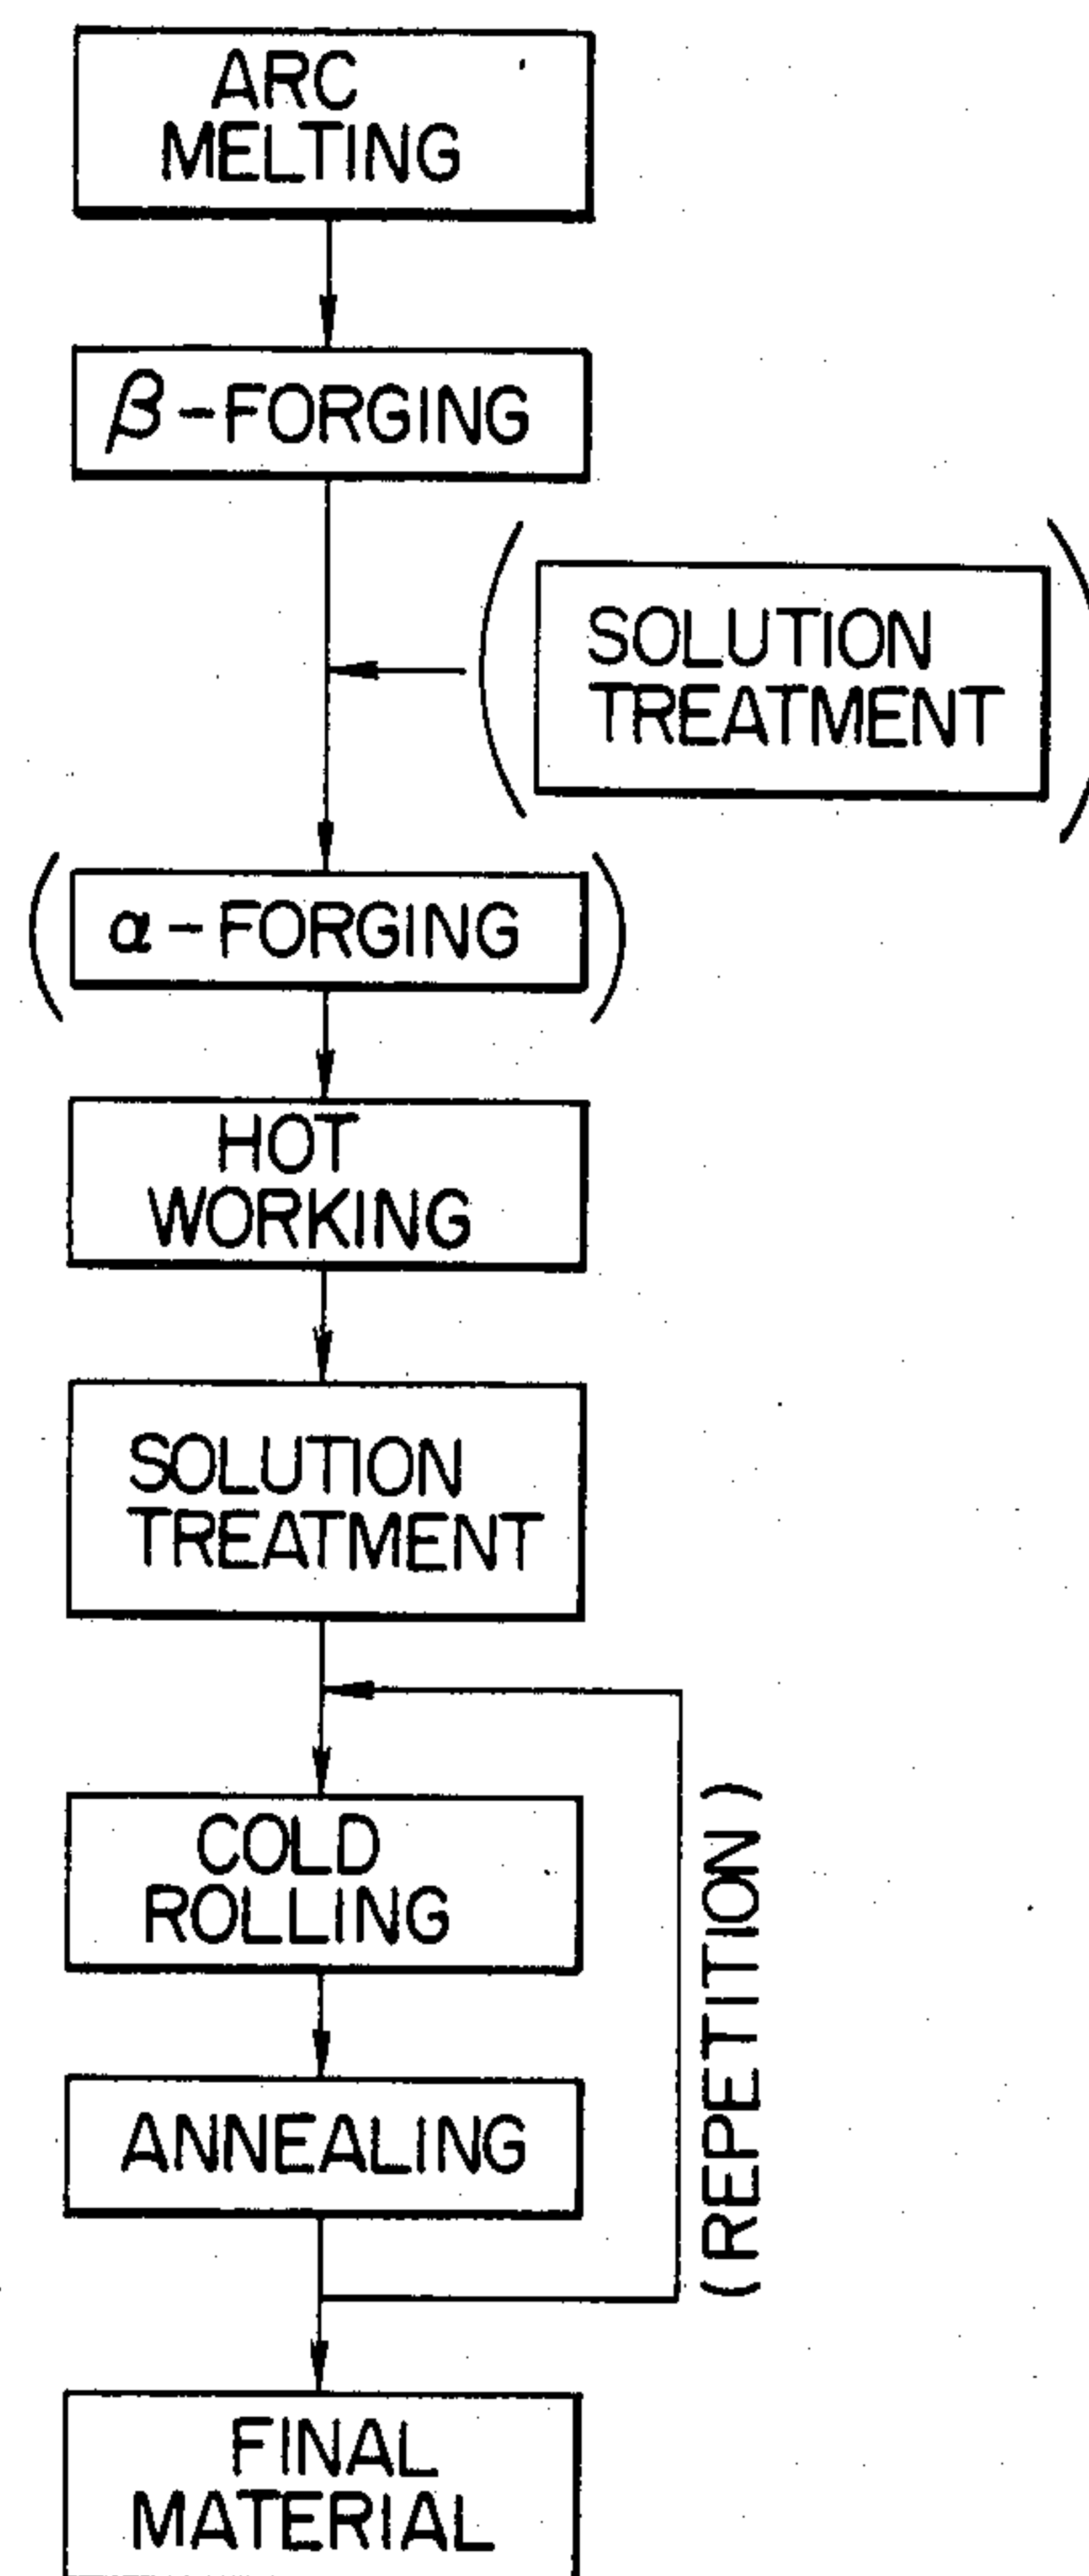 ARC
MELTING
β-FORGING
SOLUTION
TREATMENT
α-FORGING
HOT
WORKING
SOLUTION
TREATMENT
COLD
ROLLING
ANNEALING
(REPETITION)
FINAL
MATERIAL